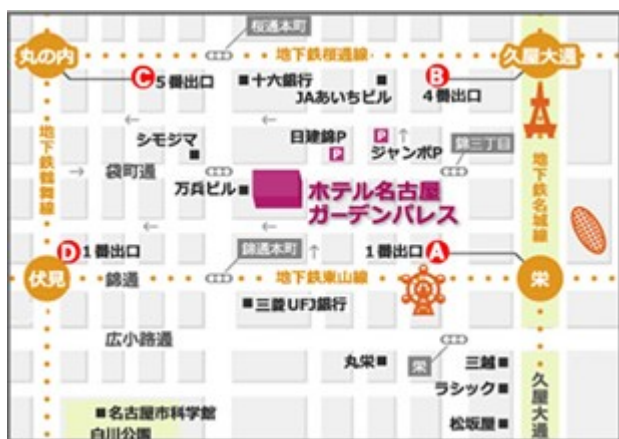 桜通本町
丸の内
地下鉄桜通線
久屋大通
C
5番出口
十六銀行
JAあいちビル
B
4番出口
地下鉄鶴舞線
シモジマ
日建錦P
P
P
ジャンボP
錦三丁目
地下鉄名城線
袋町通
万兵ビル
ホテル名古屋
ガーデンパレス
D
1番出口
錦通本町
1番出口
A
伏見
錦通
地下鉄東山線
栄
三菱UFJ銀行
広小路通
丸栄
栄
三越
ラシック
久屋大通
名古屋市科学館
白川公園
松坂屋